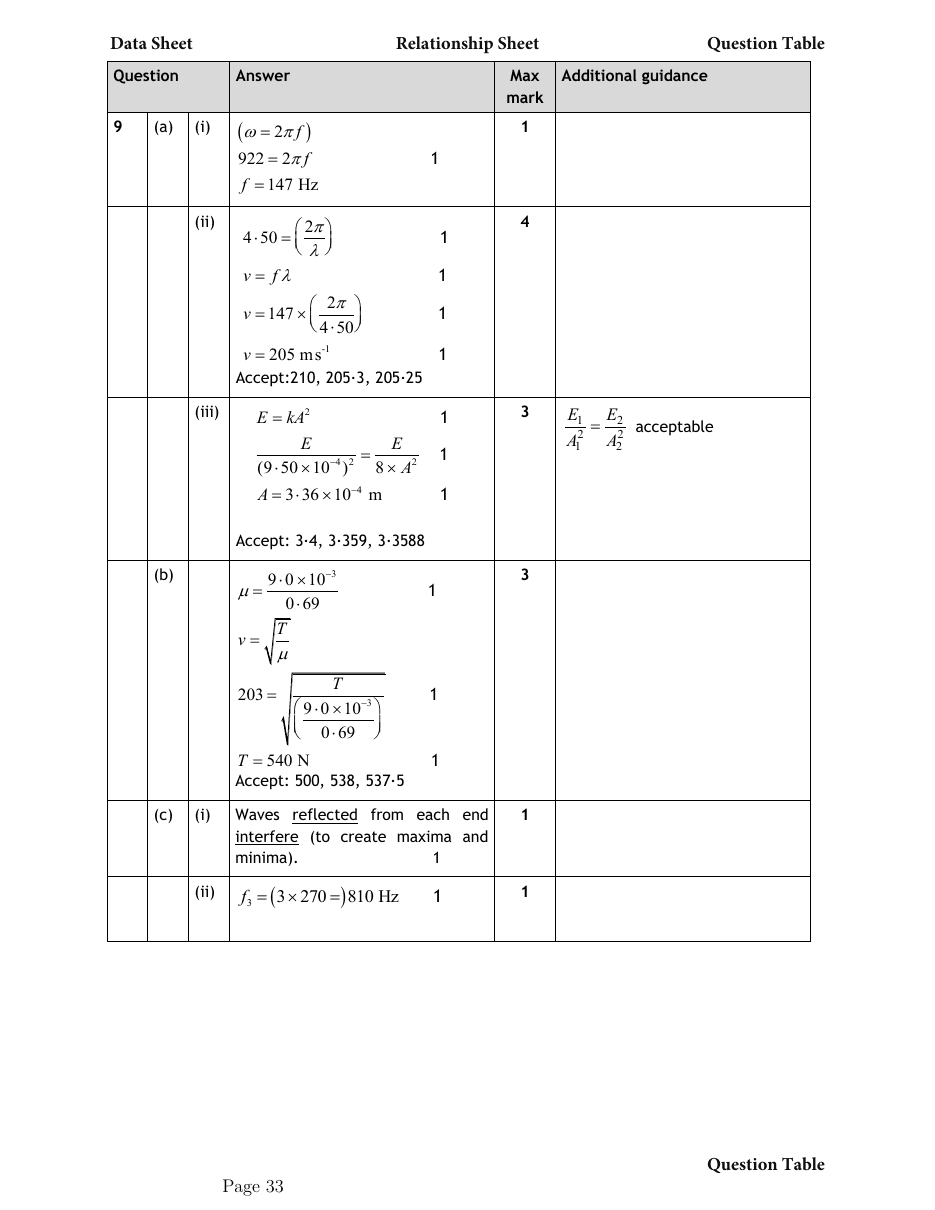 Data Sheet Relationship Sheet Question Table
Question Answer Max mark Additional guidance
9 (a) (i) (ω = 2πf) 1
922 = 2πf 1
f = 147 Hz
(ii) 4·50 = (2π/λ) 1 4
v = fλ 1
v = 147 × (2π/4·50) 1
v = 205 ms⁻¹ 1
Accept:210, 205·3, 205·25
(iii) E = kA² 1 3 E₁/A₁² = E₂/A₂² acceptable
E/(9·50 × 10⁻⁴)² = E/(8 × A²) 1
A = 3·36 × 10⁻⁴ m 1
Accept: 3·4, 3·359, 3·3588
(b) μ = 9·0 × 10⁻³/0·69 1 3
v = √(T/μ)
203 = √(T/(9·0 × 10⁻³/0·69)) 1
T = 540 N 1
Accept: 500, 538, 537·5
(c) (i) Waves reflected from each end 1
interfere (to create maxima and
minima). 1
(ii) f₃ = (3 × 270 =)810 Hz 1 1
Question Table
Page 33